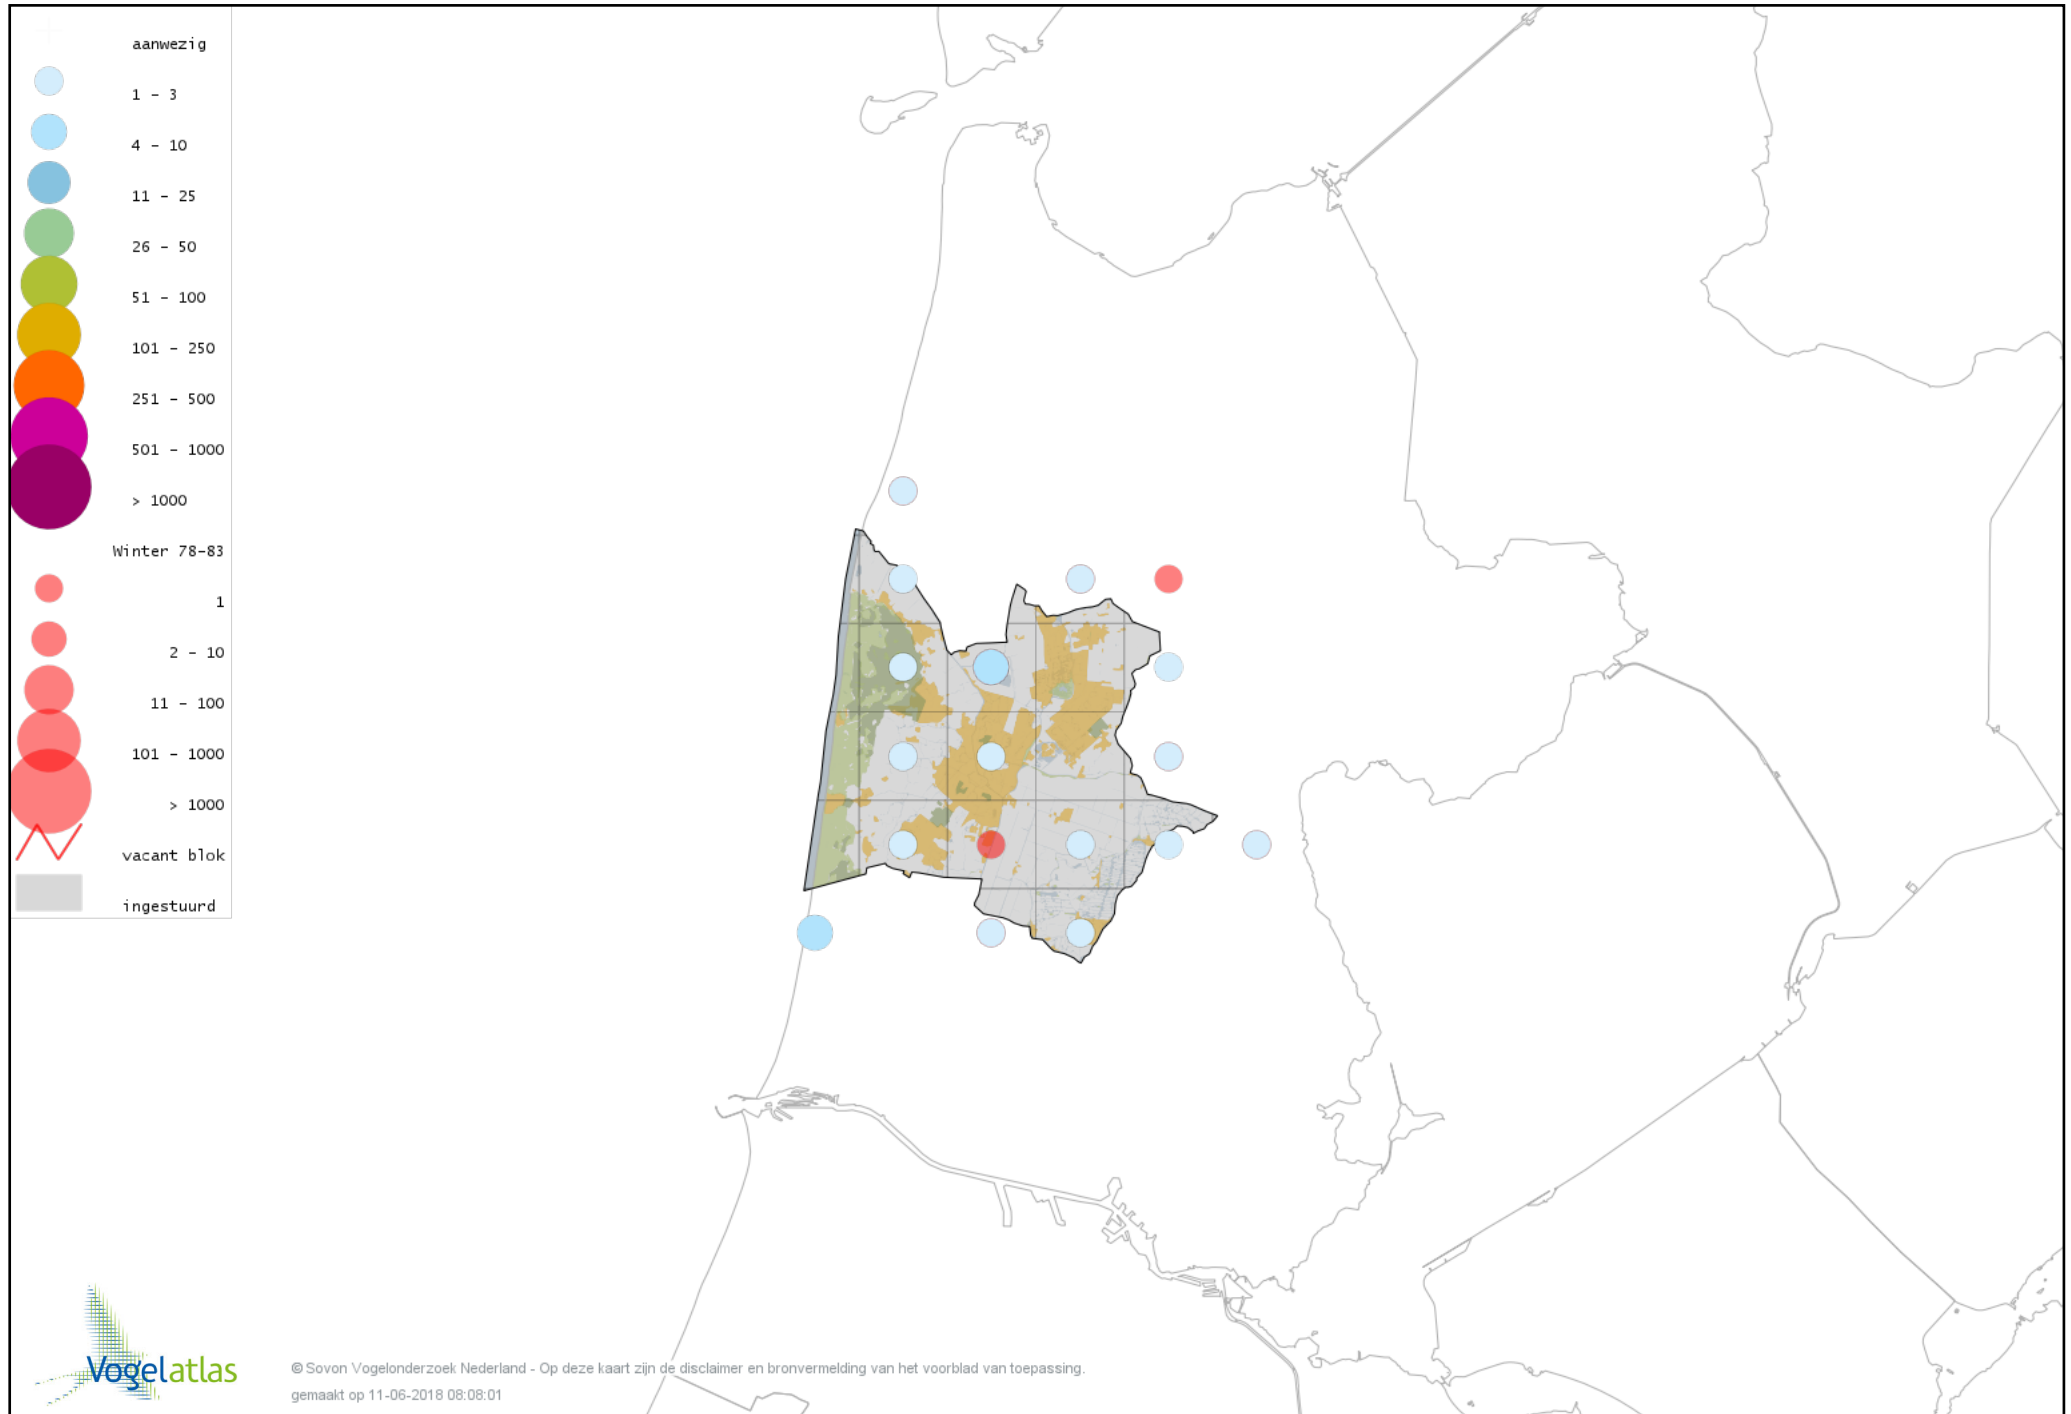 aanwezig
1 - 3
4 - 10
11 - 25
26 - 50
51 - 100
101 - 250
251 - 500
501 - 1000
> 1000
Winter 78-83
1
2 - 10
11 - 100
101 - 1000
> 1000
vacant blok
ingestuurd
Vogelatlas
© Sovon Vogelonderzoek Nederland - Op deze kaart zijn de disclaimer en bronvermelding van het voorblad van toepassing.
gemaakt op 11-06-2018 08:08:01